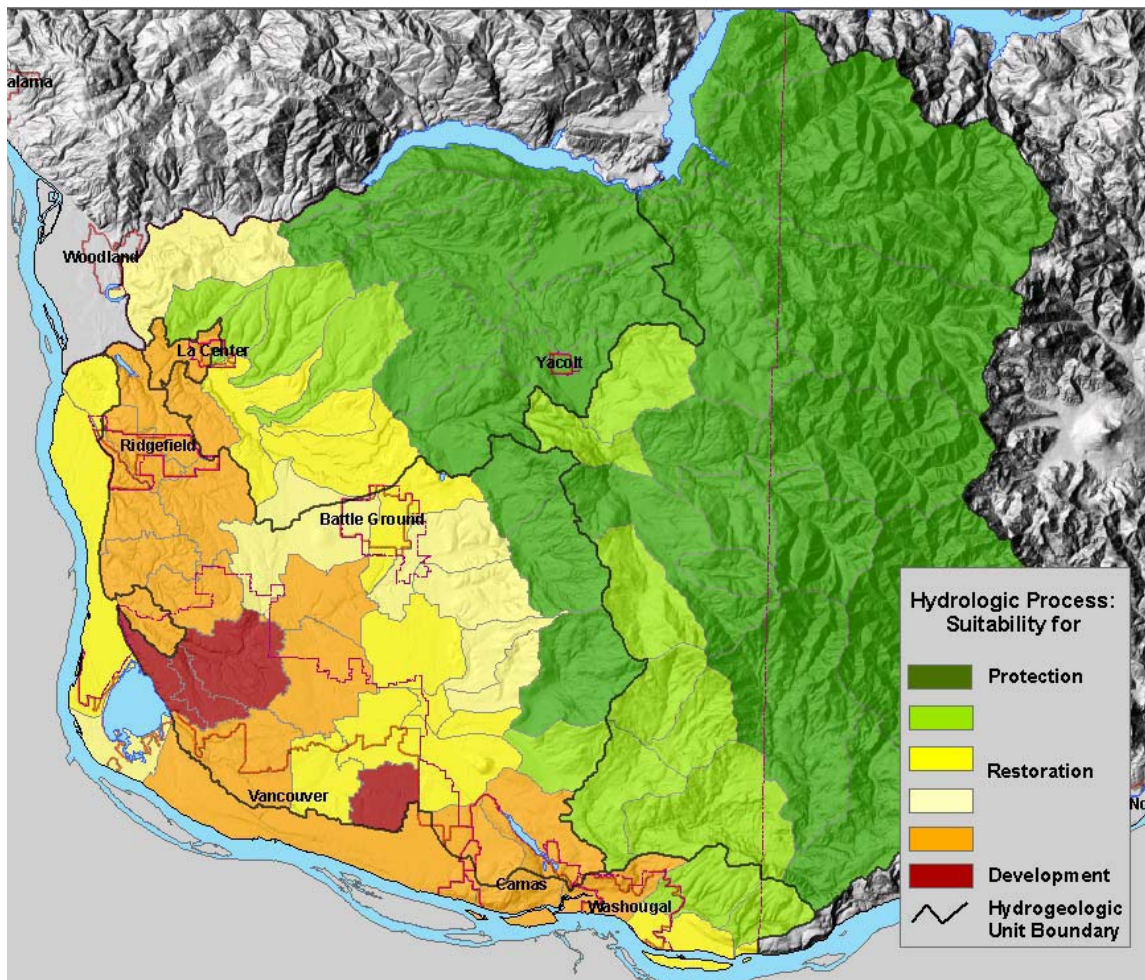 alama
Woodland
La Center
Yacolt
Ridgefield
Battle Ground
Vancouver
Camas
Washougal
No
Hydrologic Process:
Suitability for
Protection
Restoration
Development
Hydrogeologic
Unit Boundary